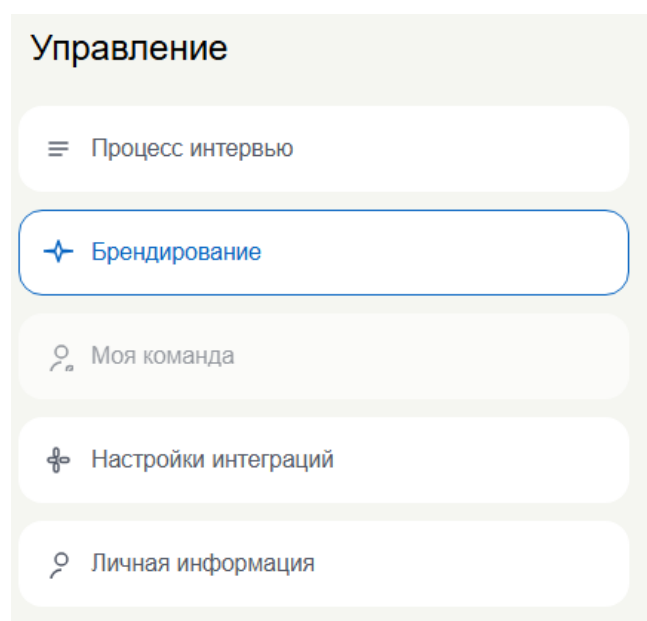 Управление
Процесс интервью
Брендирование
Моя команда
Настройки интеграций
Личная информация